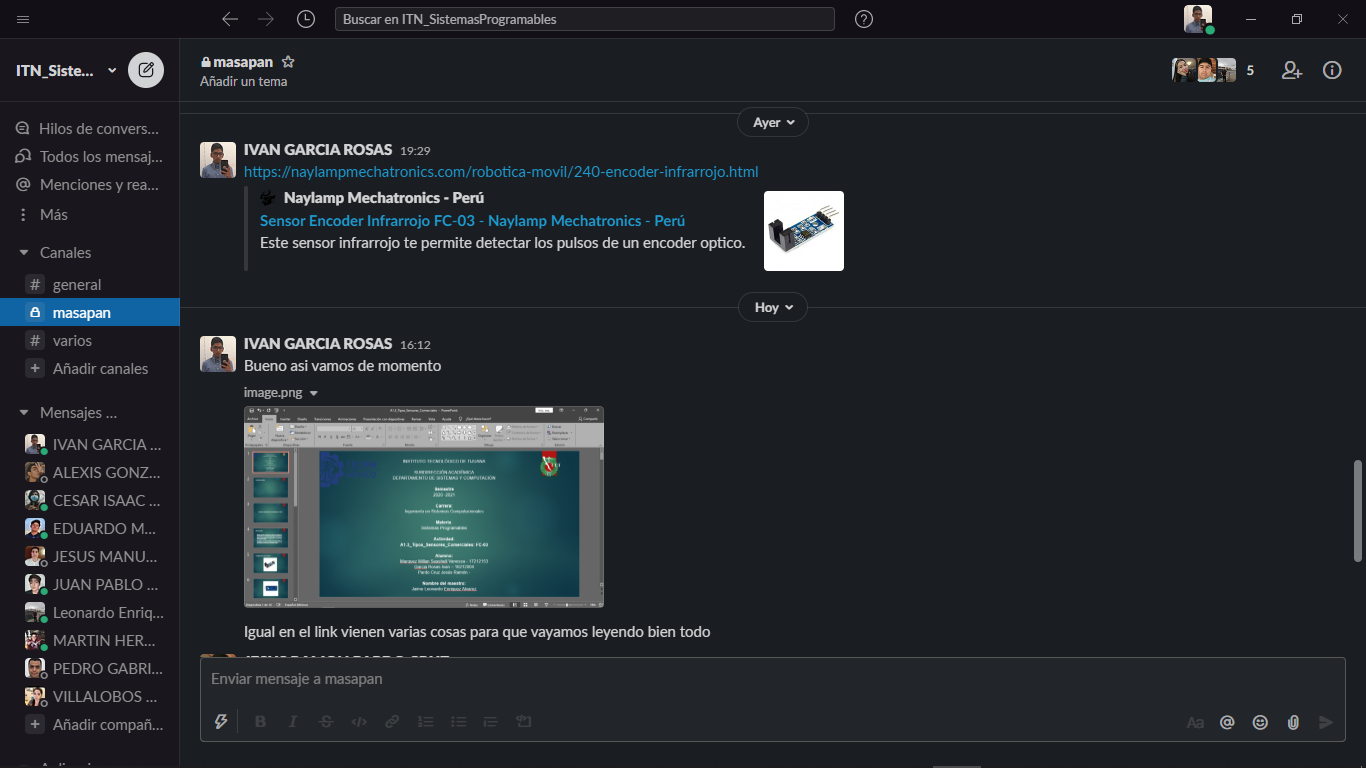 Buscar en ITN_SistemasProgramables
ITN_Siste...
masapan
Añadir un tema
5
Hilos de convers...
Todos los mensaj...
Menciones y rea...
Más
Canales
# general
masapan
# varios
+ Añadir canales
Mensajes ...
IVAN GARCIA ...
ALEXIS GONZ...
CESAR ISAAC ...
EDUARDO M...
JESUS MANU...
JUAN PABLO ...
Leonardo Enriq...
MARTIN HER...
PEDRO GABRI...
VILLALOBOS ...
+ Añadir compañ...
Ayer
IVAN GARCIA ROSAS 19:29
https://naylampmechatronics.com/robotica-movil/240-encoder-infrarrojo.html
Naylamp Mechatronics - Perú
Sensor Encoder Infrarrojo FC-03 - Naylamp Mechatronics - Perú
Este sensor infrarrojo te permite detectar los pulsos de un encoder optico.
Hoy
IVAN GARCIA ROSAS 16:12
Bueno asi vamos de momento
image.png
INSTITUTO TECNOLÓGICO DE TIJUANA
SUBDIRECCIÓN ACADÉMICA
DEPARTAMENTO DE SISTEMAS Y COMPUTACIÓN
Semestre
2020 -2021
Carrera:
Ingeniería en Sistemas Computacionales
Materia
Sistemas Programables
Actividad:
A1.2_Tipos_Sensores_Comerciales: FC-03
Alumno:
Nombre del maestro:
Igual en el link vienen varias cosas para que vayamos leyendo bien todo
Enviar mensaje a masapan
B I S </> Aa @